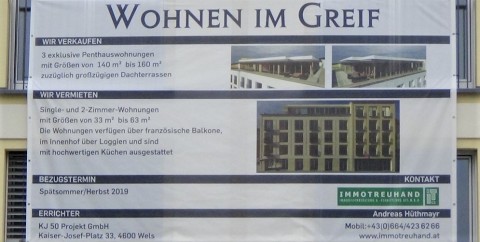 WOHNEN IM GREIF
WIR VERKAUFEN
3 exklusive Penthauswohnungen
mit Größen von 140 m² bis 160 m²
zuzüglich großzügigen Dachterrassen
WIR VERMIETEN
Single- und 2-Zimmer-Wohnungen
mit Größen von 33 m² bis 63 m²
Die Wohnungen verfügen über französische Balkone,
im Innenhof über Loggien und sind
mit hochwertigen Küchen ausgestattet
BEZUGSTERMIN
Spätsommer/Herbst 2019
KONTAKT
IMMOTREUHAND
ERRICHTER
KJ 50 Projekt GmbH
Kaiser-Josef-Platz 33, 4600 Wels
Andreas Hüthmayr
Mobil:+43(0)664/423 62 66
www.immotreuhand.at